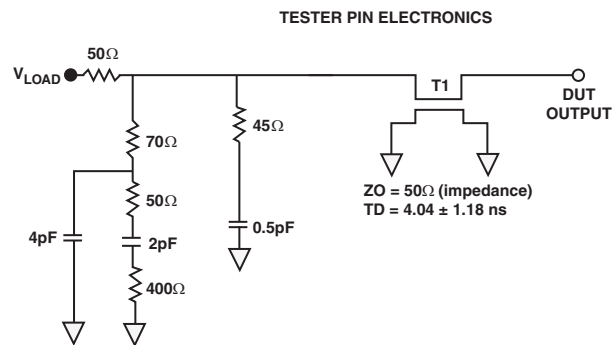 TESTER PIN ELECTRONICS
50Ω
VLOAD
T1
DUT
OUTPUT
70Ω
45Ω
50Ω
4pF
2pF
0.5pF
400Ω
ZO = 50Ω (impedance)
TD = 4.04 ± 1.18 ns